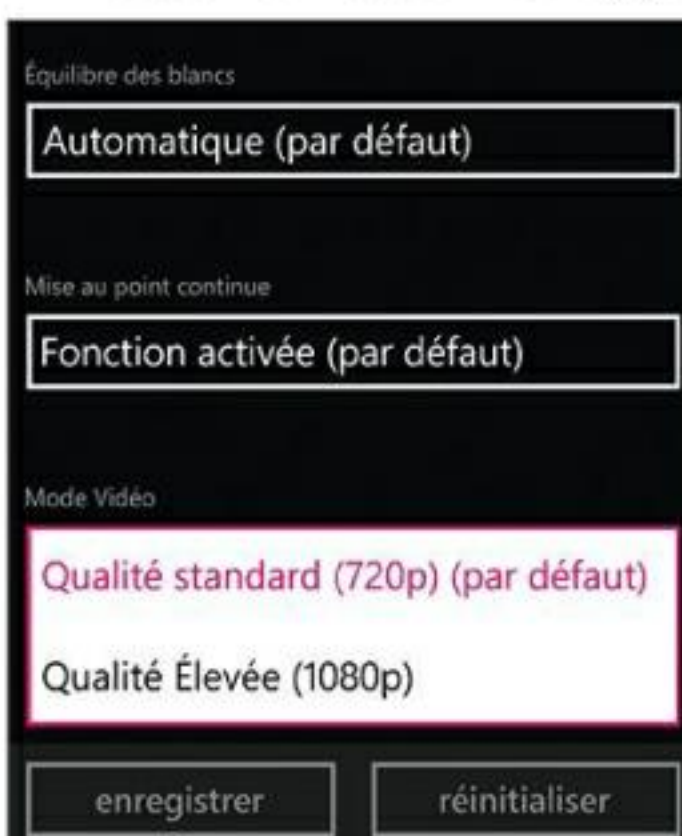 Équilibre des blancs
Automatique (par défaut)
Mise au point continue
Fonction activée (par défaut)
Mode Vidéo
Qualité standard (720p) (par défaut)
Qualité Élevée (1080p)
enregistrer réinitialiser